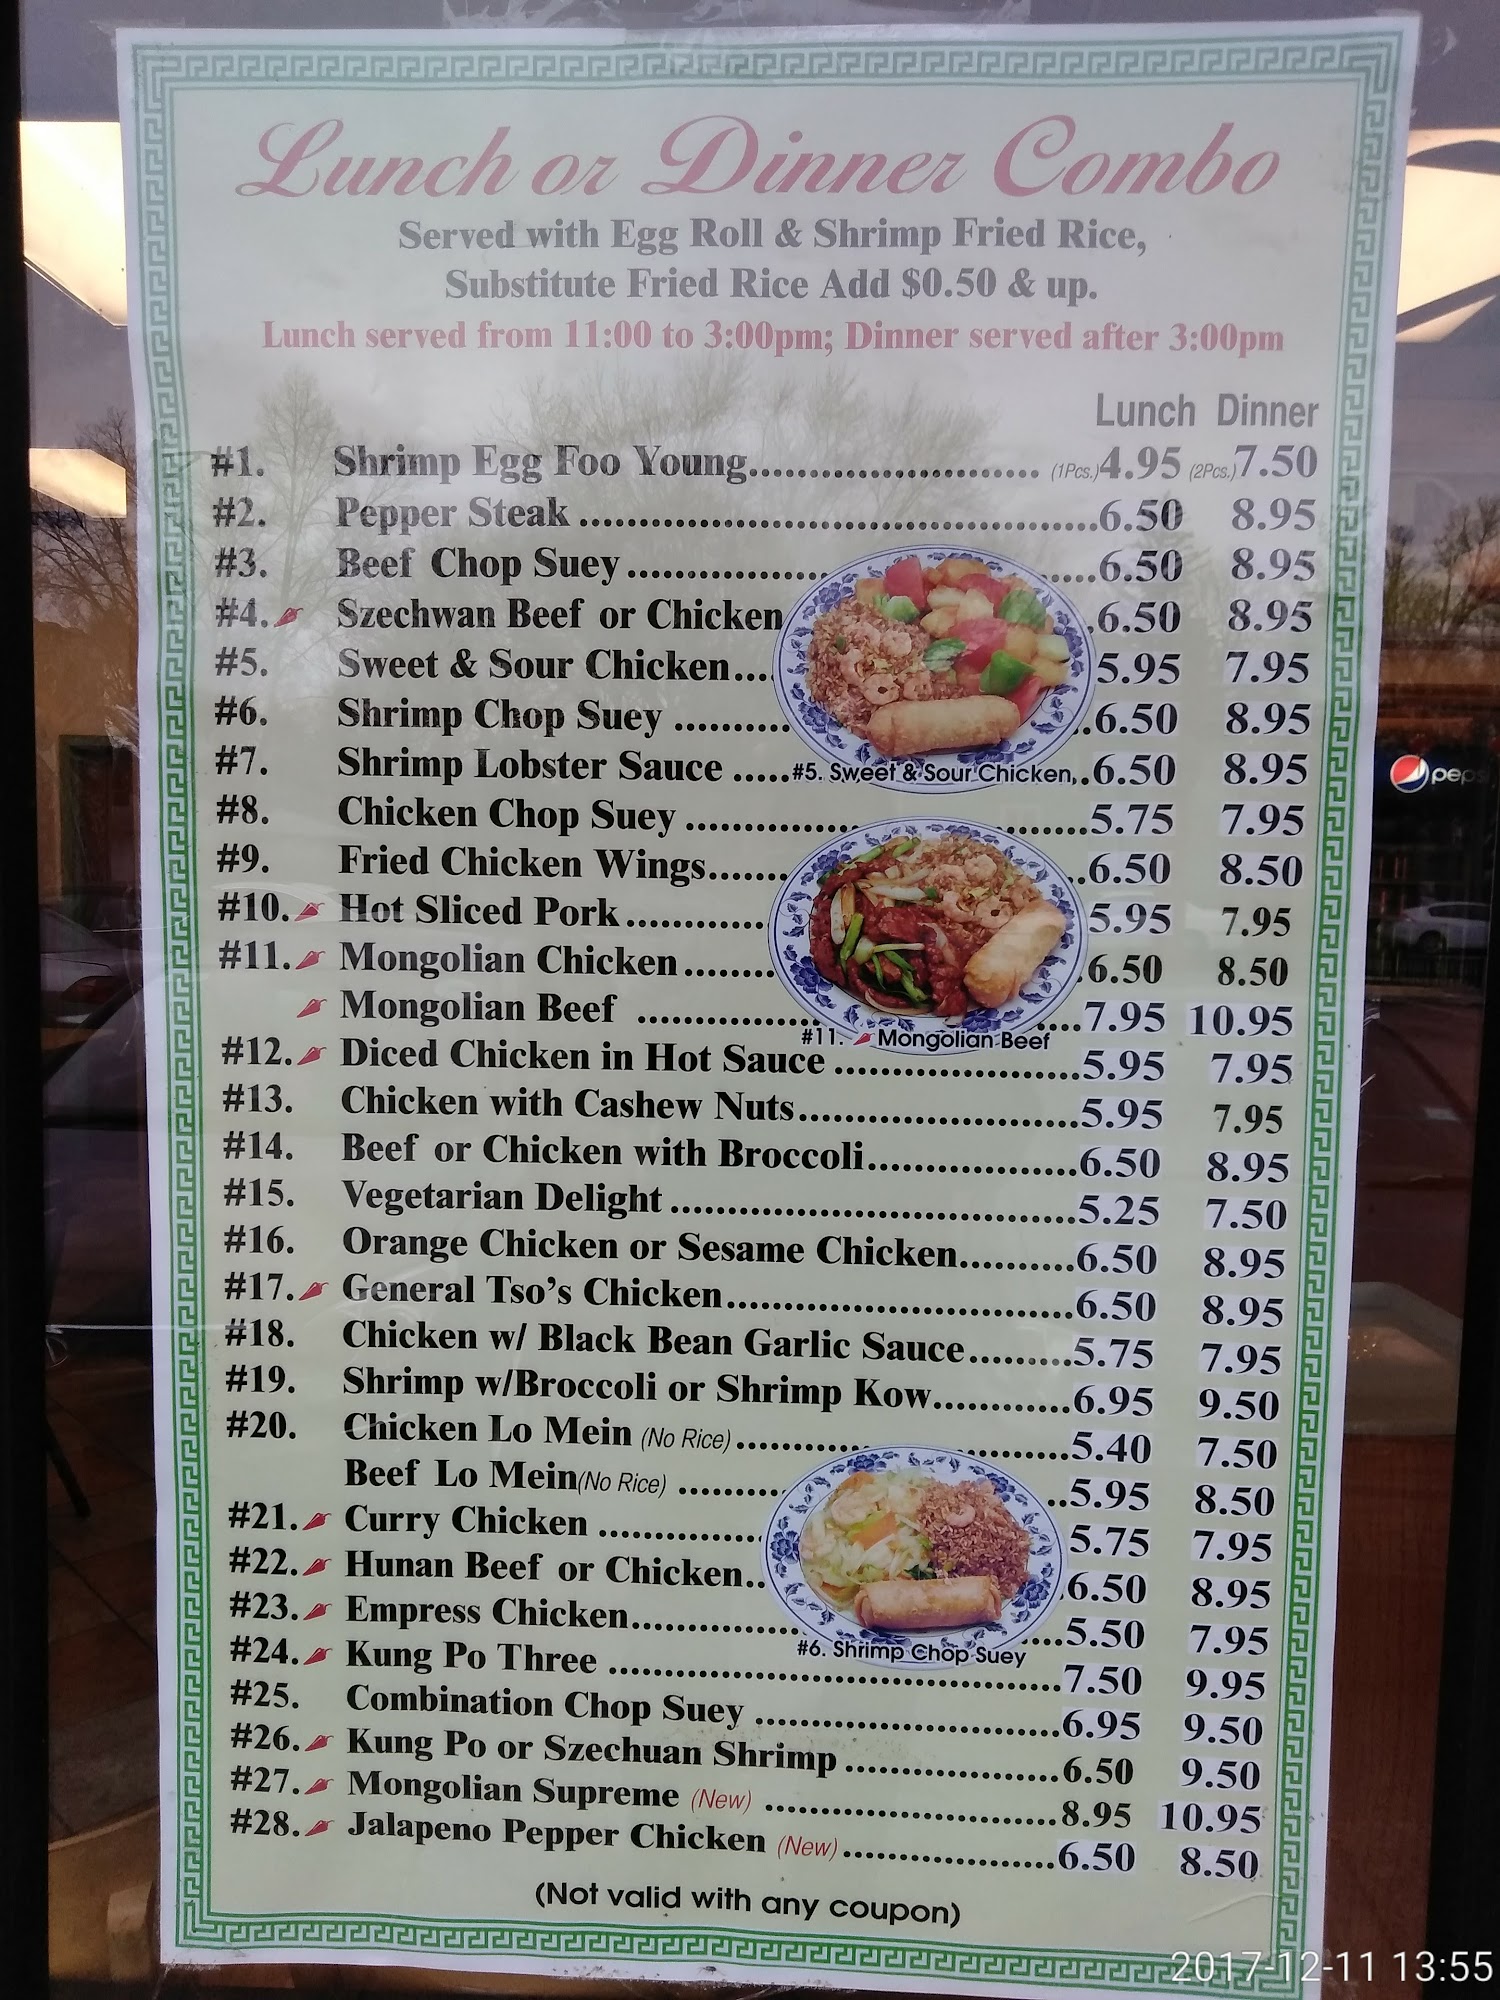 Lunch or Dinner Combo
Served with Egg Roll & Shrimp Fried Rice,
Substitute Fried Rice Add $0.50 & up.
Lunch served from 11:00 to 3:00pm; Dinner served after 3:00pm
Lunch Dinner
#1. Shrimp Egg Foo Young (1Pcs.) 4.95 (2Pcs.) 7.50
#2. Pepper Steak 6.50 8.95
#3. Beef Chop Suey 6.50 8.95
#4. Szechwan Beef or Chicken 6.50 8.95
#5. Sweet & Sour Chicken 5.95 7.95
#6. Shrimp Chop Suey 6.50 8.95
#7. Shrimp Lobster Sauce 6.50 8.95
#5. Sweet & Sour Chicken
#8. Chicken Chop Suey 5.75 7.95
#9. Fried Chicken Wings 6.50 8.50
#10. Hot Sliced Pork 5.95 7.95
#11. Mongolian Chicken 6.50 8.50
Mongolian Beef 7.95 10.95
#11. Mongolian Beef
#12. Diced Chicken in Hot Sauce 5.95 7.95
#13. Chicken with Cashew Nuts 5.95 7.95
#14. Beef or Chicken with Broccoli 6.50 8.95
#15. Vegetarian Delight 5.25 7.50
#16. Orange Chicken or Sesame Chicken 6.50 8.95
#17. General Tso's Chicken 6.50 8.95
#18. Chicken w/ Black Bean Garlic Sauce 5.75 7.95
#19. Shrimp w/Broccoli or Shrimp Kow 6.95 9.50
#20. Chicken Lo Mein (No Rice) 5.40 7.50
Beef Lo Mein (No Rice) 5.95 8.50
#21. Curry Chicken 5.75 7.95
#22. Hunan Beef or Chicken 6.50 8.95
#23. Empress Chicken 5.50 7.95
#6. Shrimp Chop Suey
#24. Kung Po Three 7.50 9.95
#25. Combination Chop Suey 6.95 9.50
#26. Kung Po or Szechuan Shrimp 6.50 9.50
#27. Mongolian Supreme (New) 8.95 10.95
#28. Jalapeno Pepper Chicken (New) 6.50 8.50
(Not valid with any coupon)
pepsi
2017-12-11 13:55